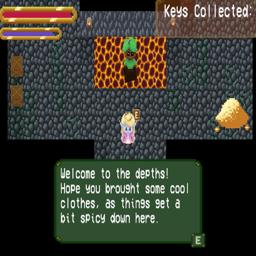 Keys Collected:
E
Welcome to the depths!
Hope you brought some cool
clothes, as things get a
bit spicy down here.
E